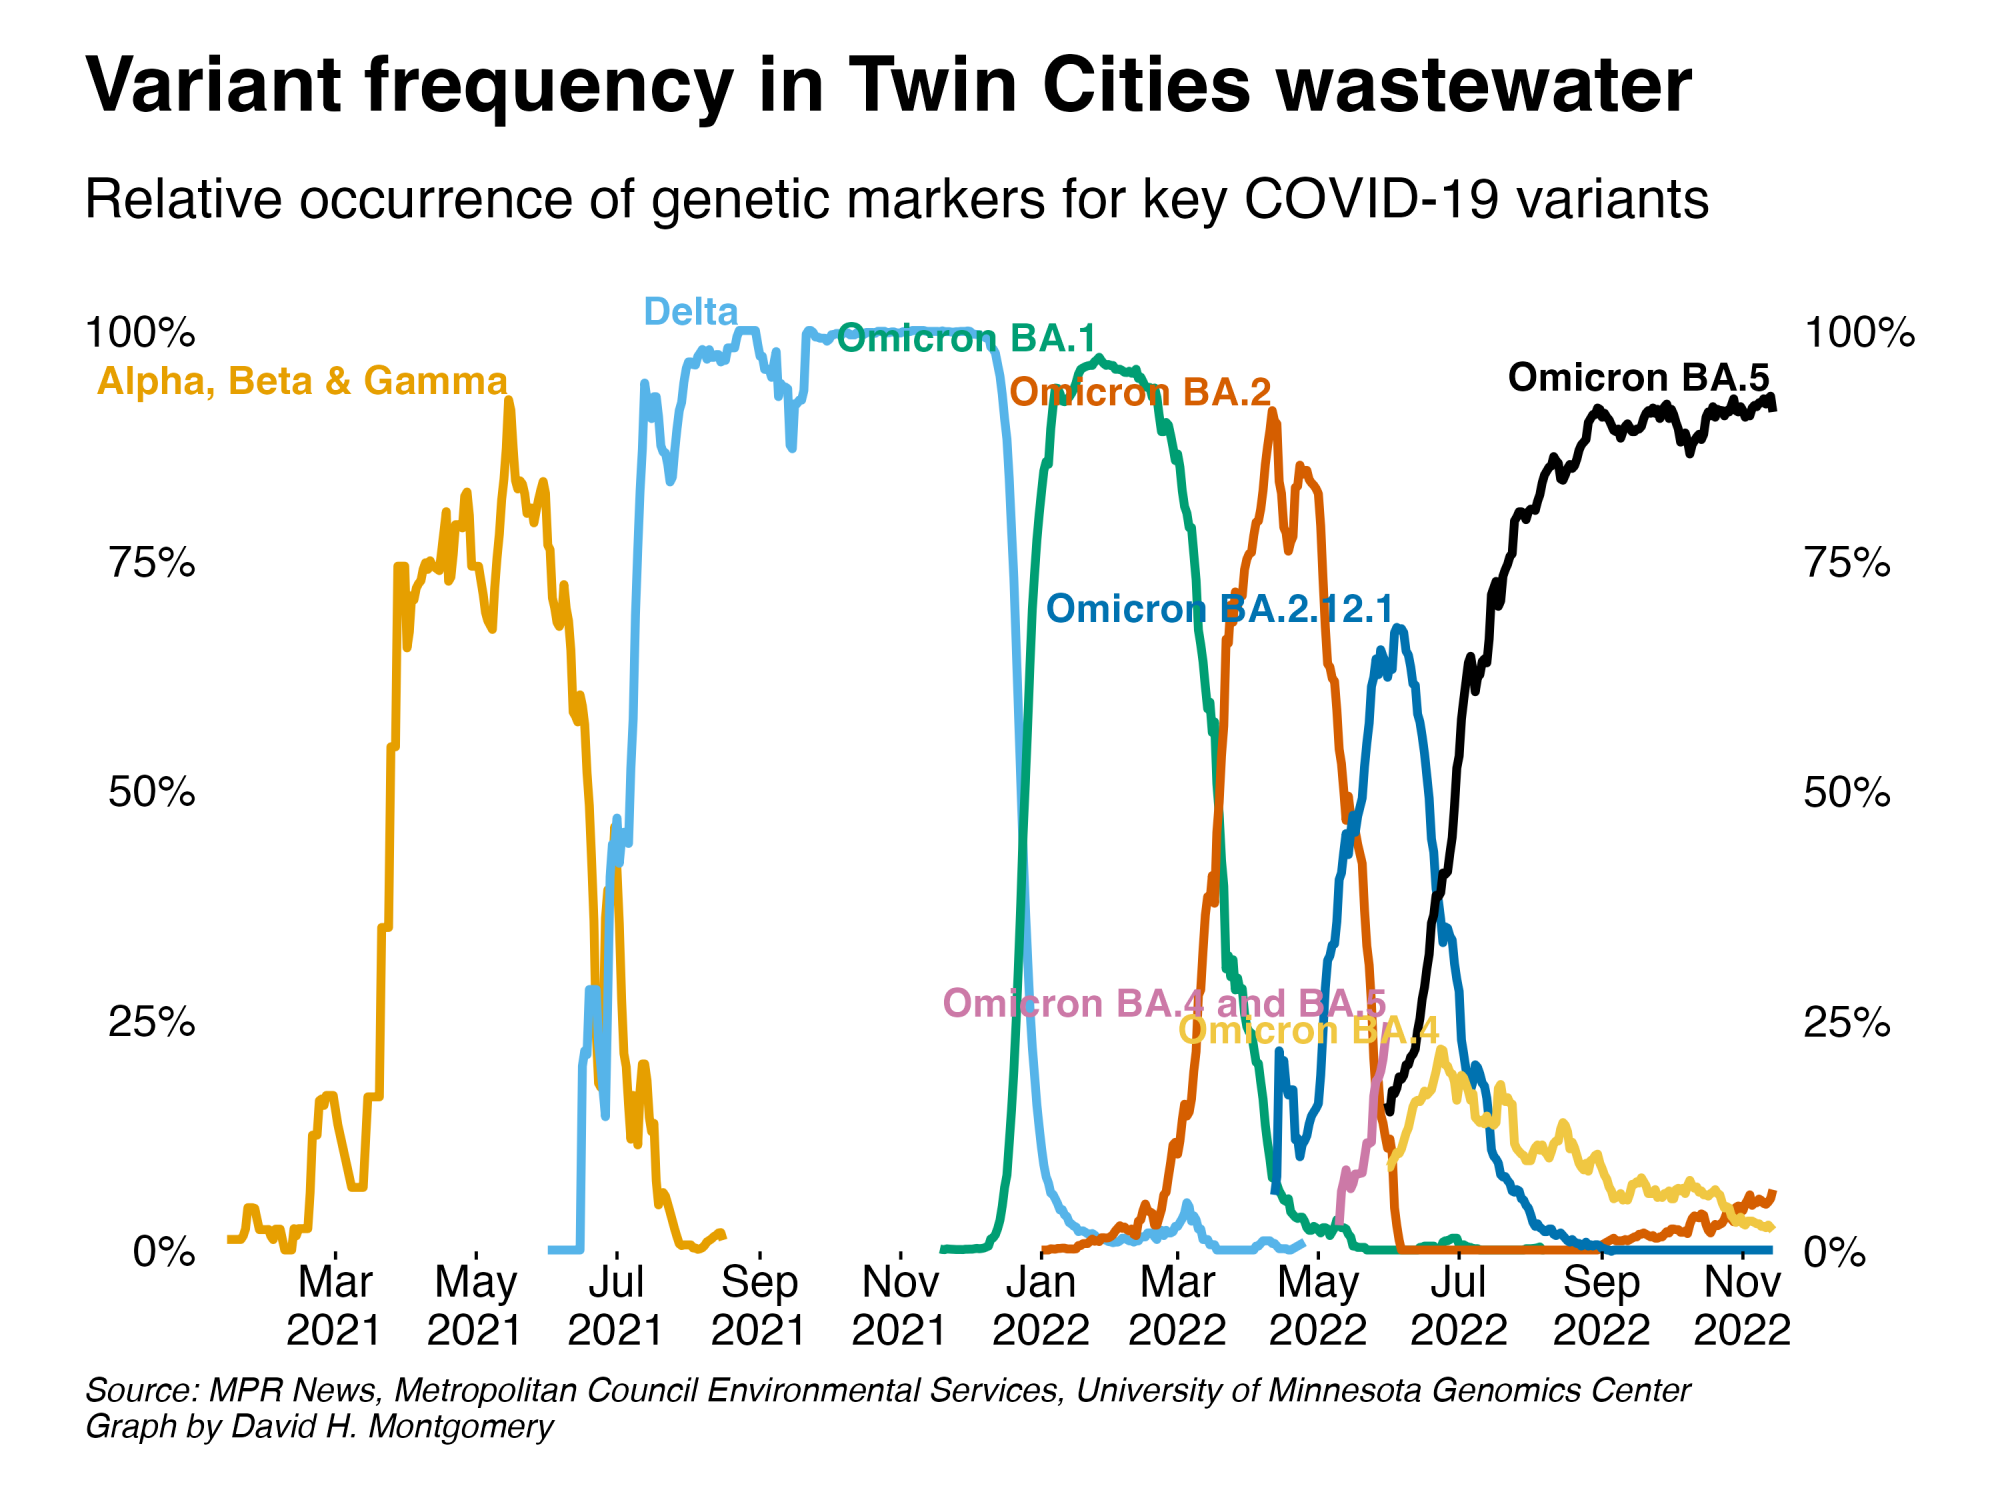 Variant frequency in Twin Cities wastewater
Relative occurrence of genetic markers for key COVID-19 variants
Delta
100%
Omicron BA.1
100%
Alpha, Beta & Gamma
Omicron BA.2
Omicron BA.5
75%
75%
Omicron BA.2.12.1
50%
50%
Omicron BA.4 and BA.5
25%
Omicron BA.4
25%
0%
0%
Mar May Jul Sep Nov Jan Mar May Jul Sep Nov
2021 2021 2021 2021 2021 2022 2022 2022 2022 2022 2022
Source: MPR News, Metropolitan Council Environmental Services, University of Minnesota Genomics Center
Graph by David H. Montgomery